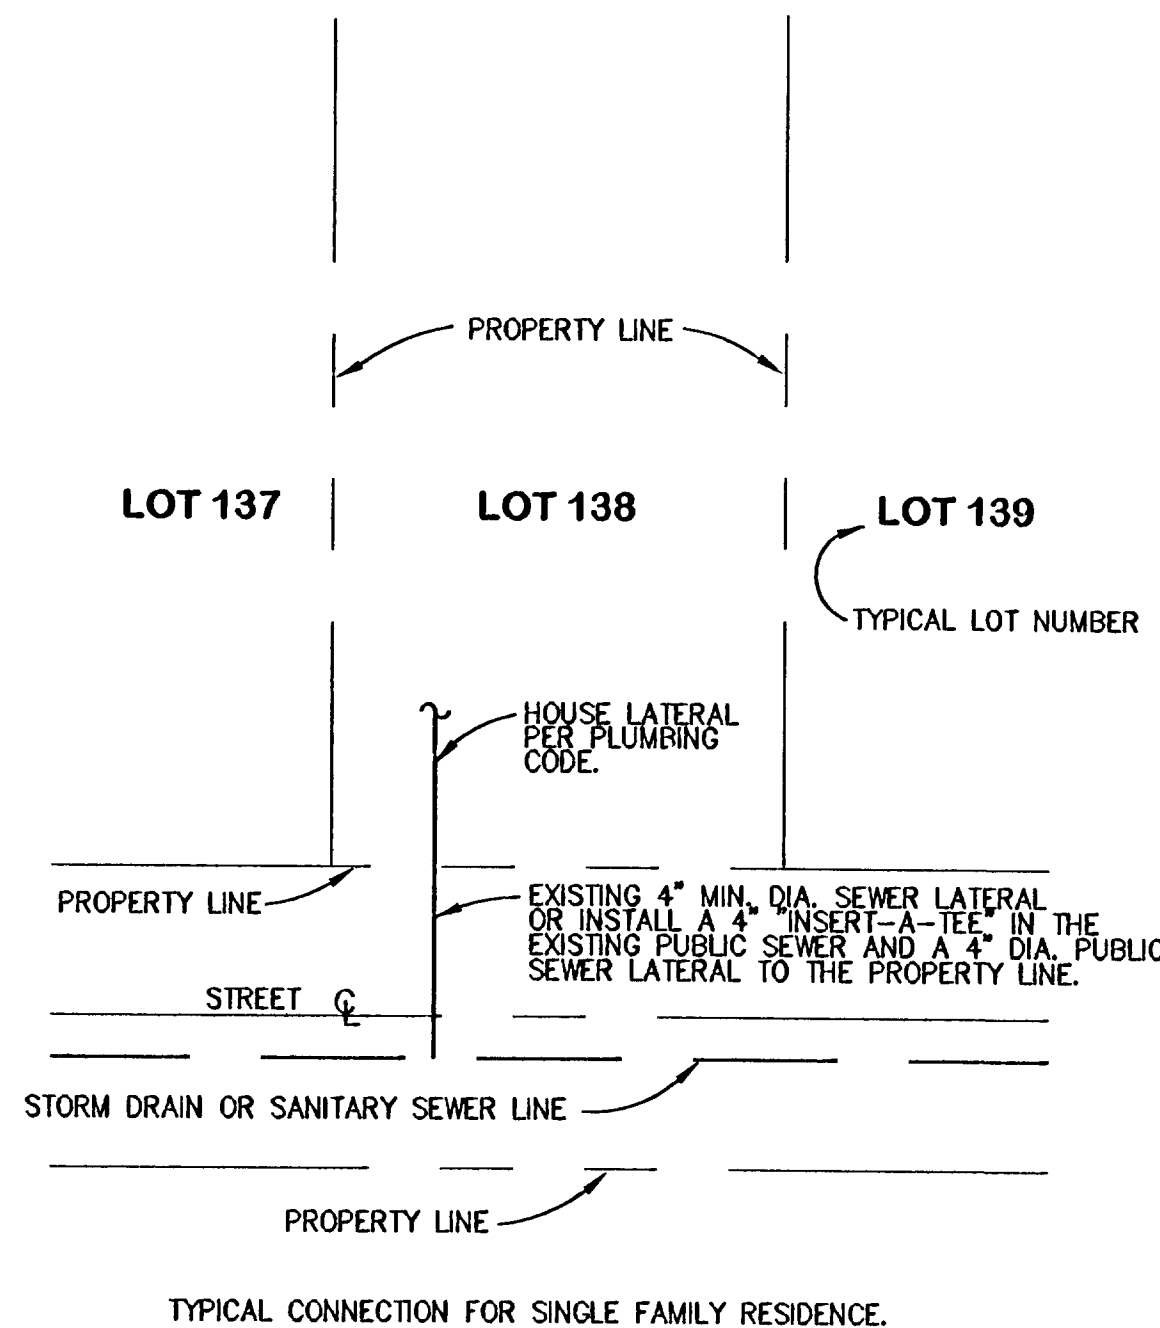 PROPERTY LINE
LOT 137
LOT 138
LOT 139
TYPICAL LOT NUMBER
HOUSE LATERAL
PER PLUMBING
CODE.
PROPERTY LINE
EXISTING 4" MIN. DIA. SEWER LATERAL
OR INSTALL A 4" "INSERT-A-TEE" IN THE
EXISTING PUBLIC SEWER AND A 4" DIA. PUBLIC
SEWER LATERAL TO THE PROPERTY LINE.
STREET ℄
STORM DRAIN OR SANITARY SEWER LINE
PROPERTY LINE
TYPICAL CONNECTION FOR SINGLE FAMILY RESIDENCE.